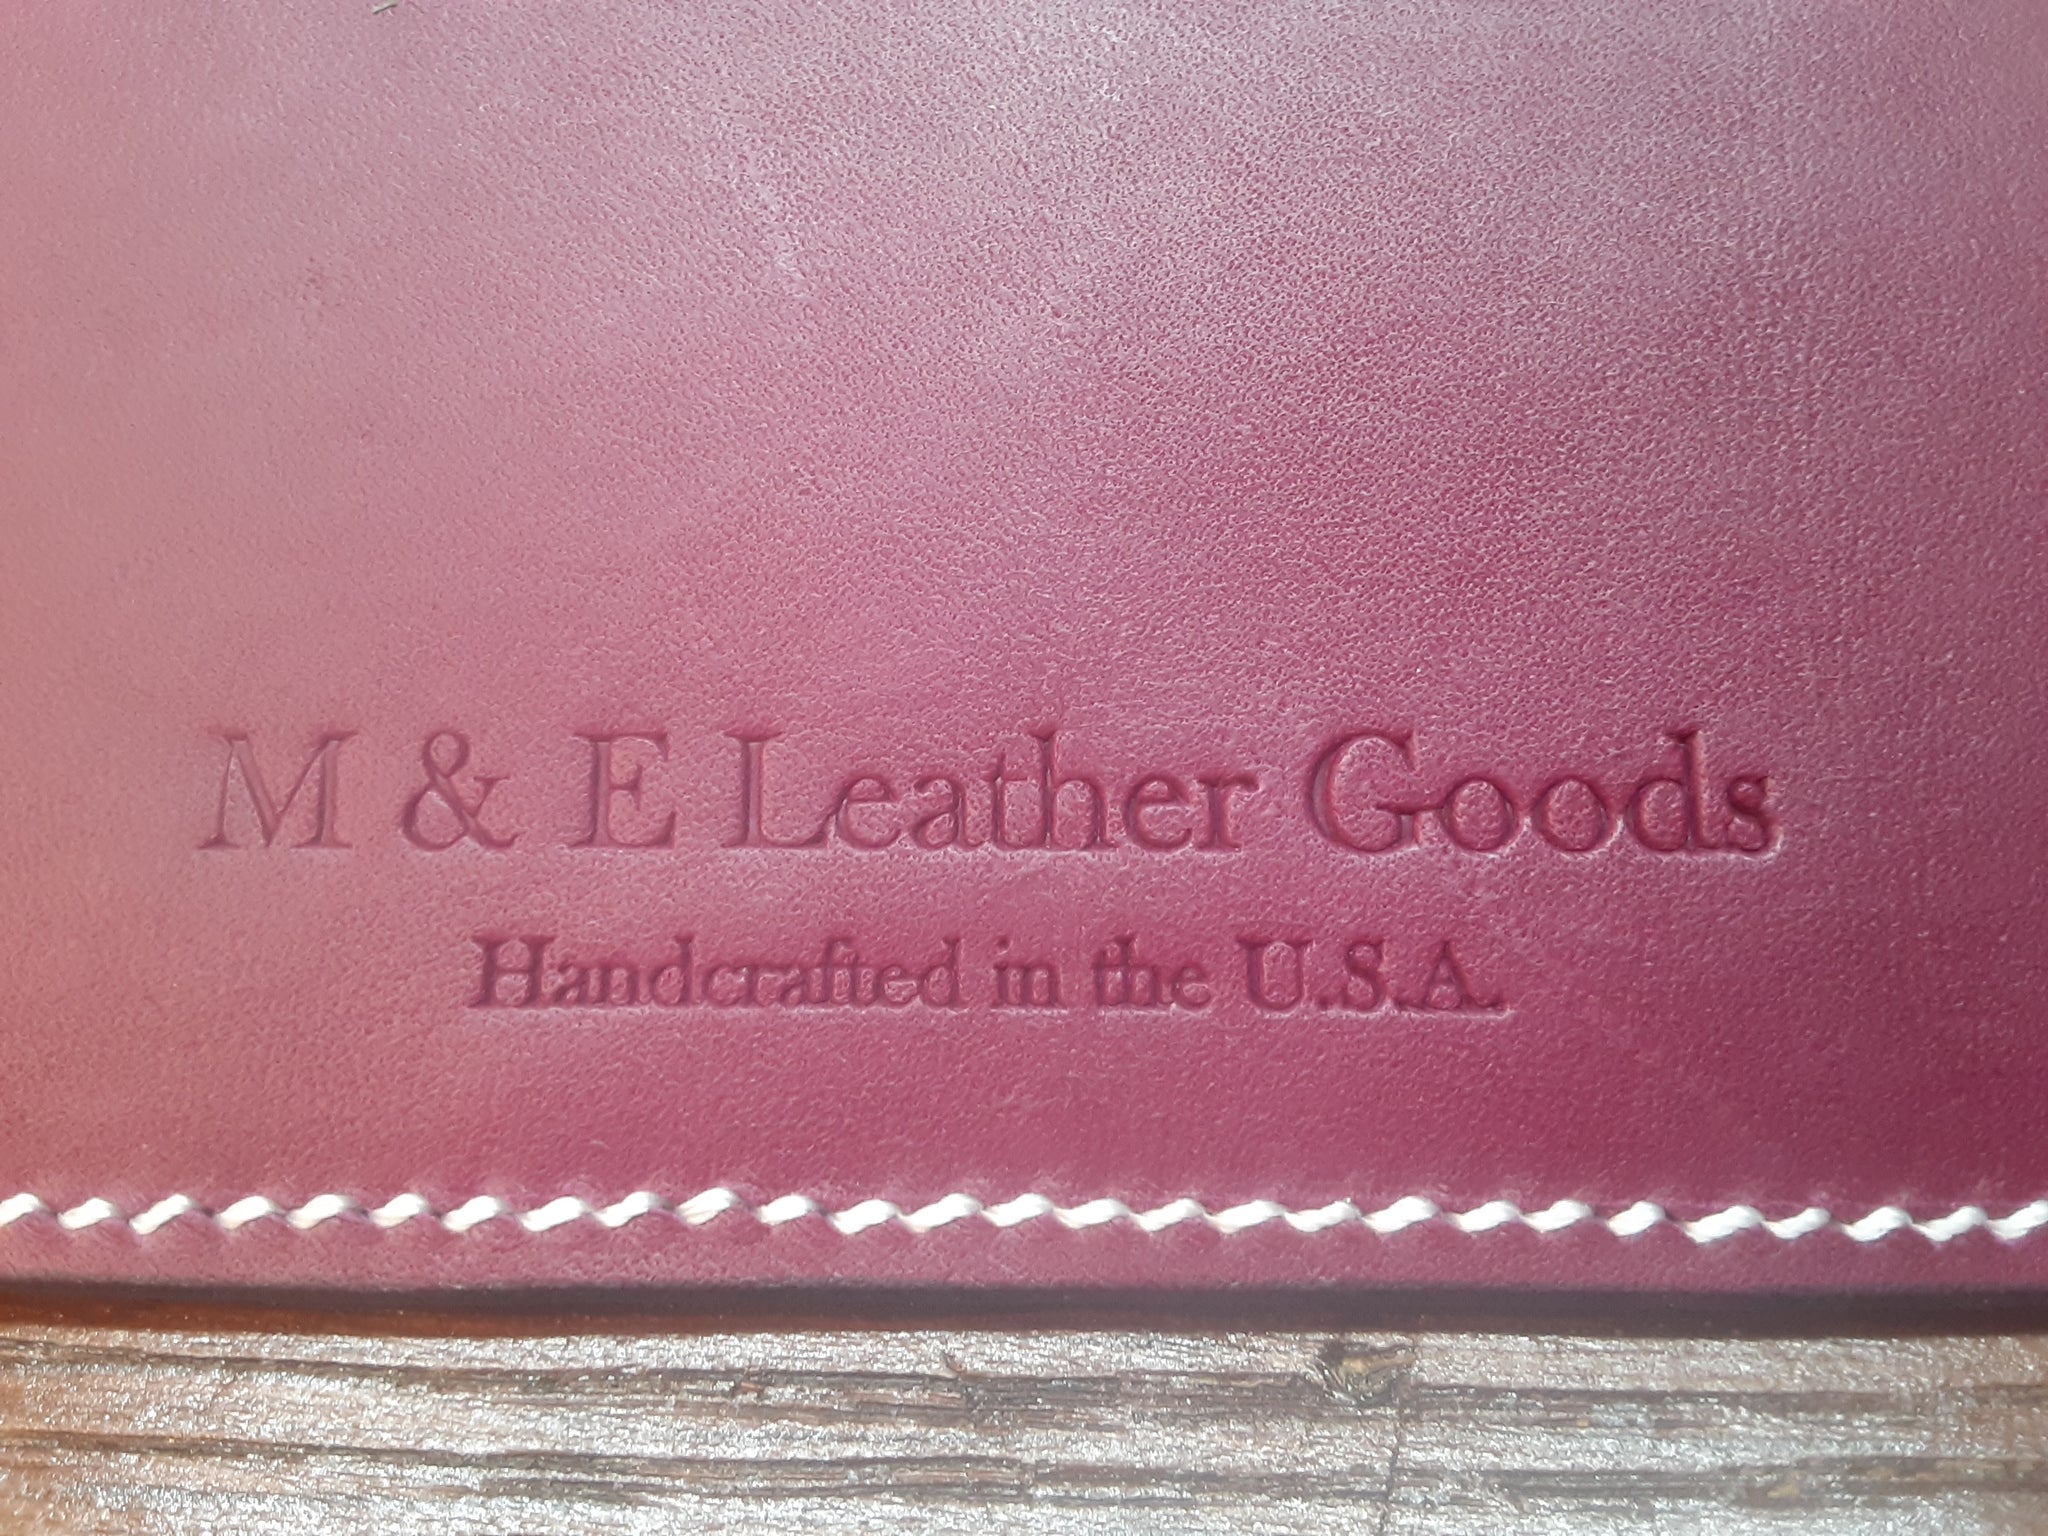 M & E Leather Goods
Handcrafted in the U.S.A.